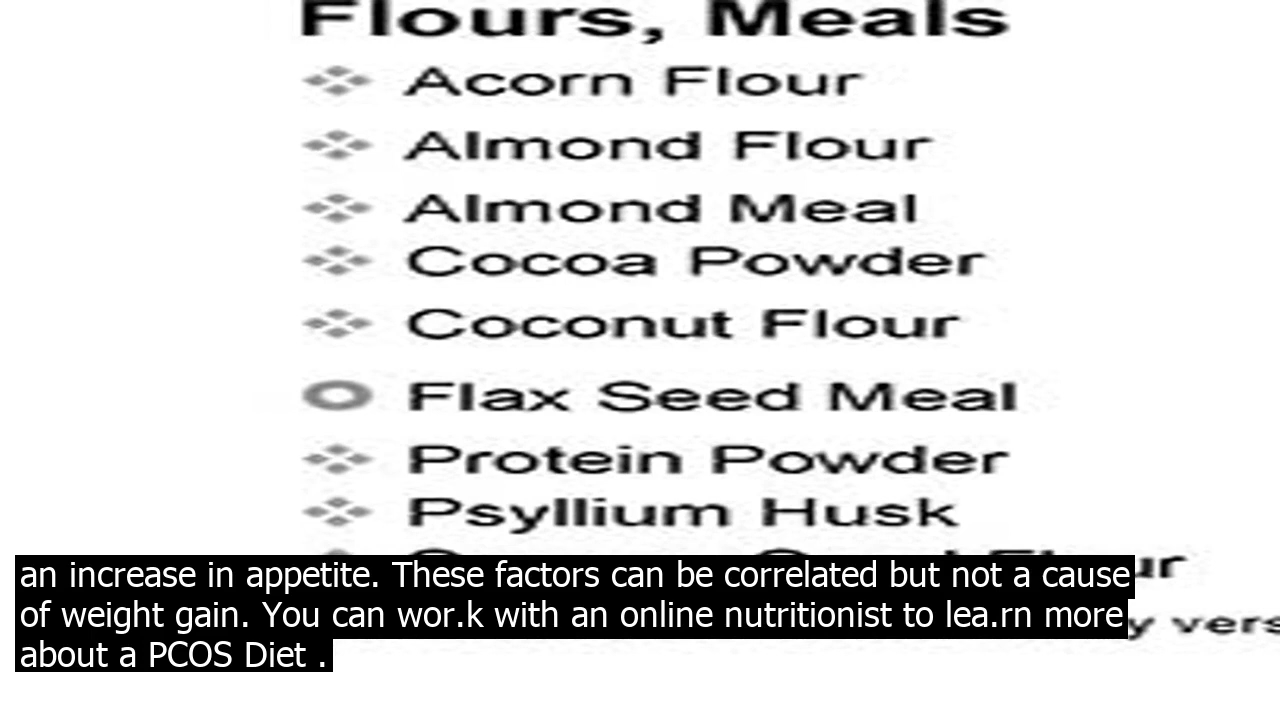 Flours, Meals
Acorn Flour
Almond Flour
Almond Meal
Cocoa Powder
Coconut Flour
Flax Seed Meal
Protein Powder
Psyllium Husk
an increase in appetite. These factors can be correlated but not a cause
of weight gain. You can wor.k with an online nutritionist to lea.rn more
about a PCOS Diet .